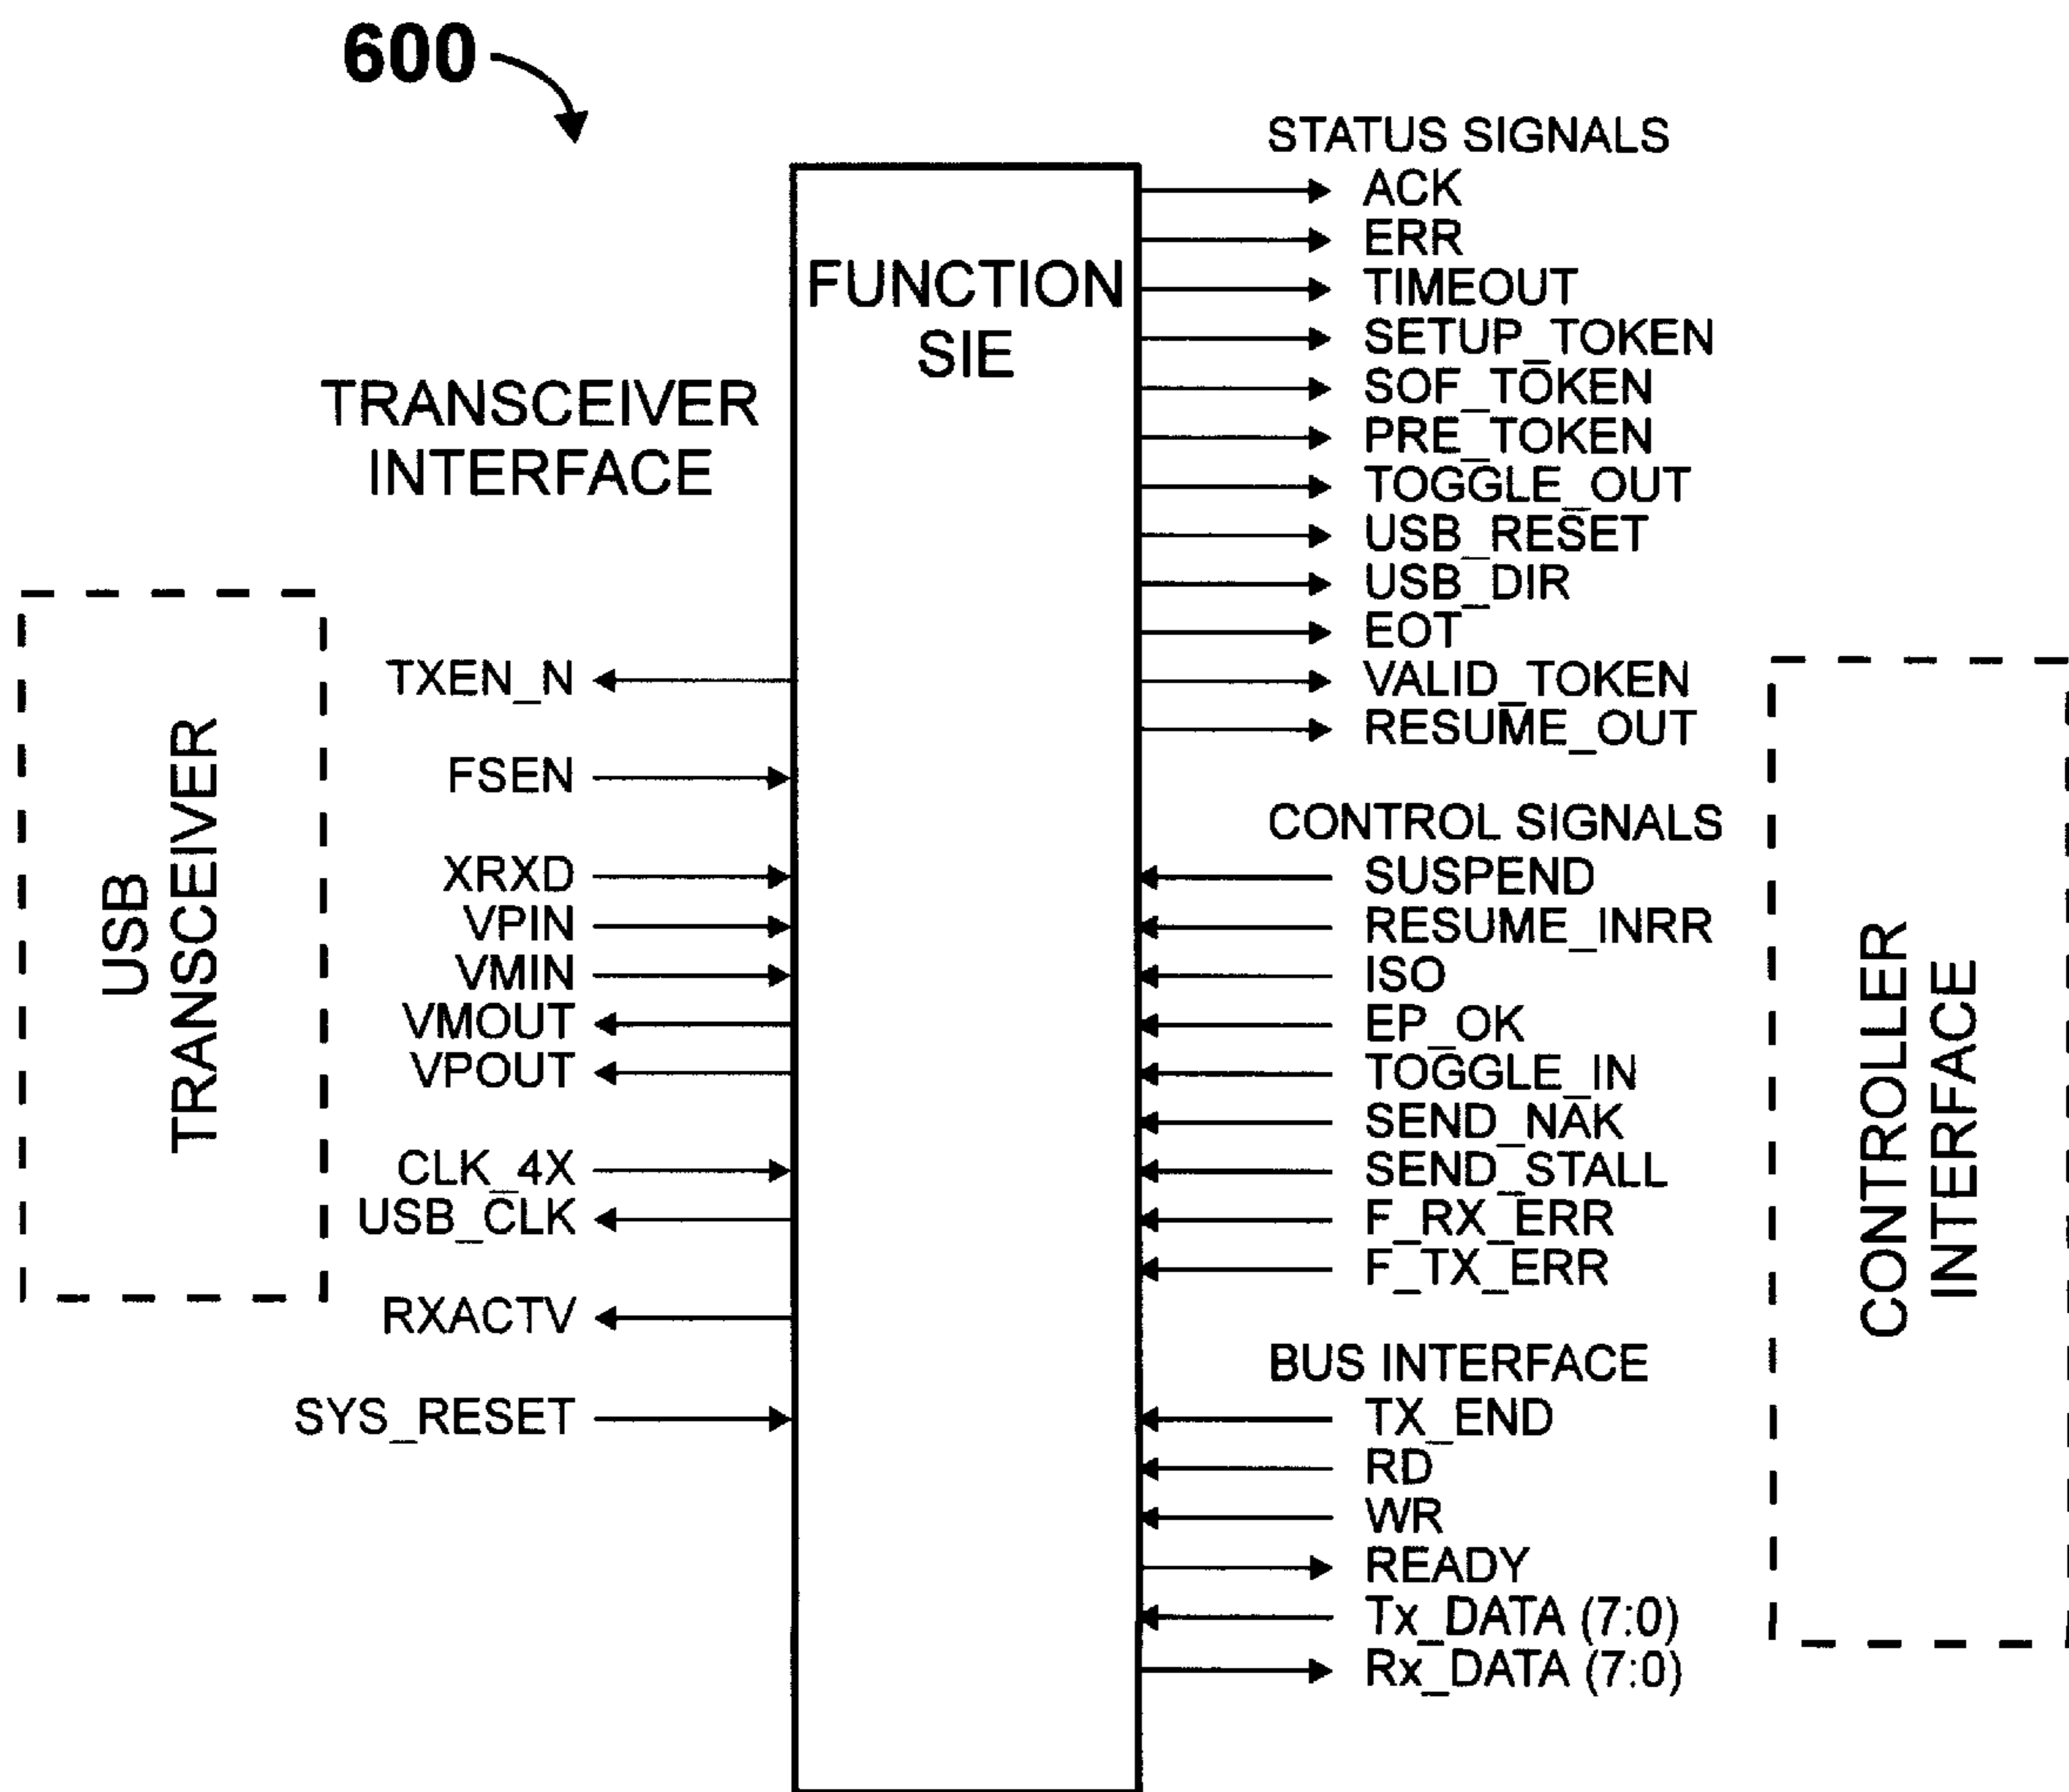 600
FUNCTION
SIE
TRANSCEIVER
INTERFACE
USB
TRANSCEIVER
TXEN_N
FSEN
XRXD
VPIN
VMIN
VMOUT
VPOUT
CLK_4X
USB_CLK
RXACTV
SYS_RESET
STATUS SIGNALS
ACK
ERR
TIMEOUT
SETUP_TOKEN
SOF_TOKEN
PRE_TOKEN
TOGGLE_OUT
USB_RESET
USB_DIR
EOT
VALID_TOKEN
RESUME_OUT
CONTROL SIGNALS
SUSPEND
RESUME_INRR
ISO
EP_OK
TOGGLE_IN
SEND_NAK
SEND_STALL
F_RX_ERR
F_TX_ERR
BUS INTERFACE
TX_END
RD
WR
READY
Tx_DATA (7:0)
Rx_DATA (7:0)
CONTROLLER
INTERFACE